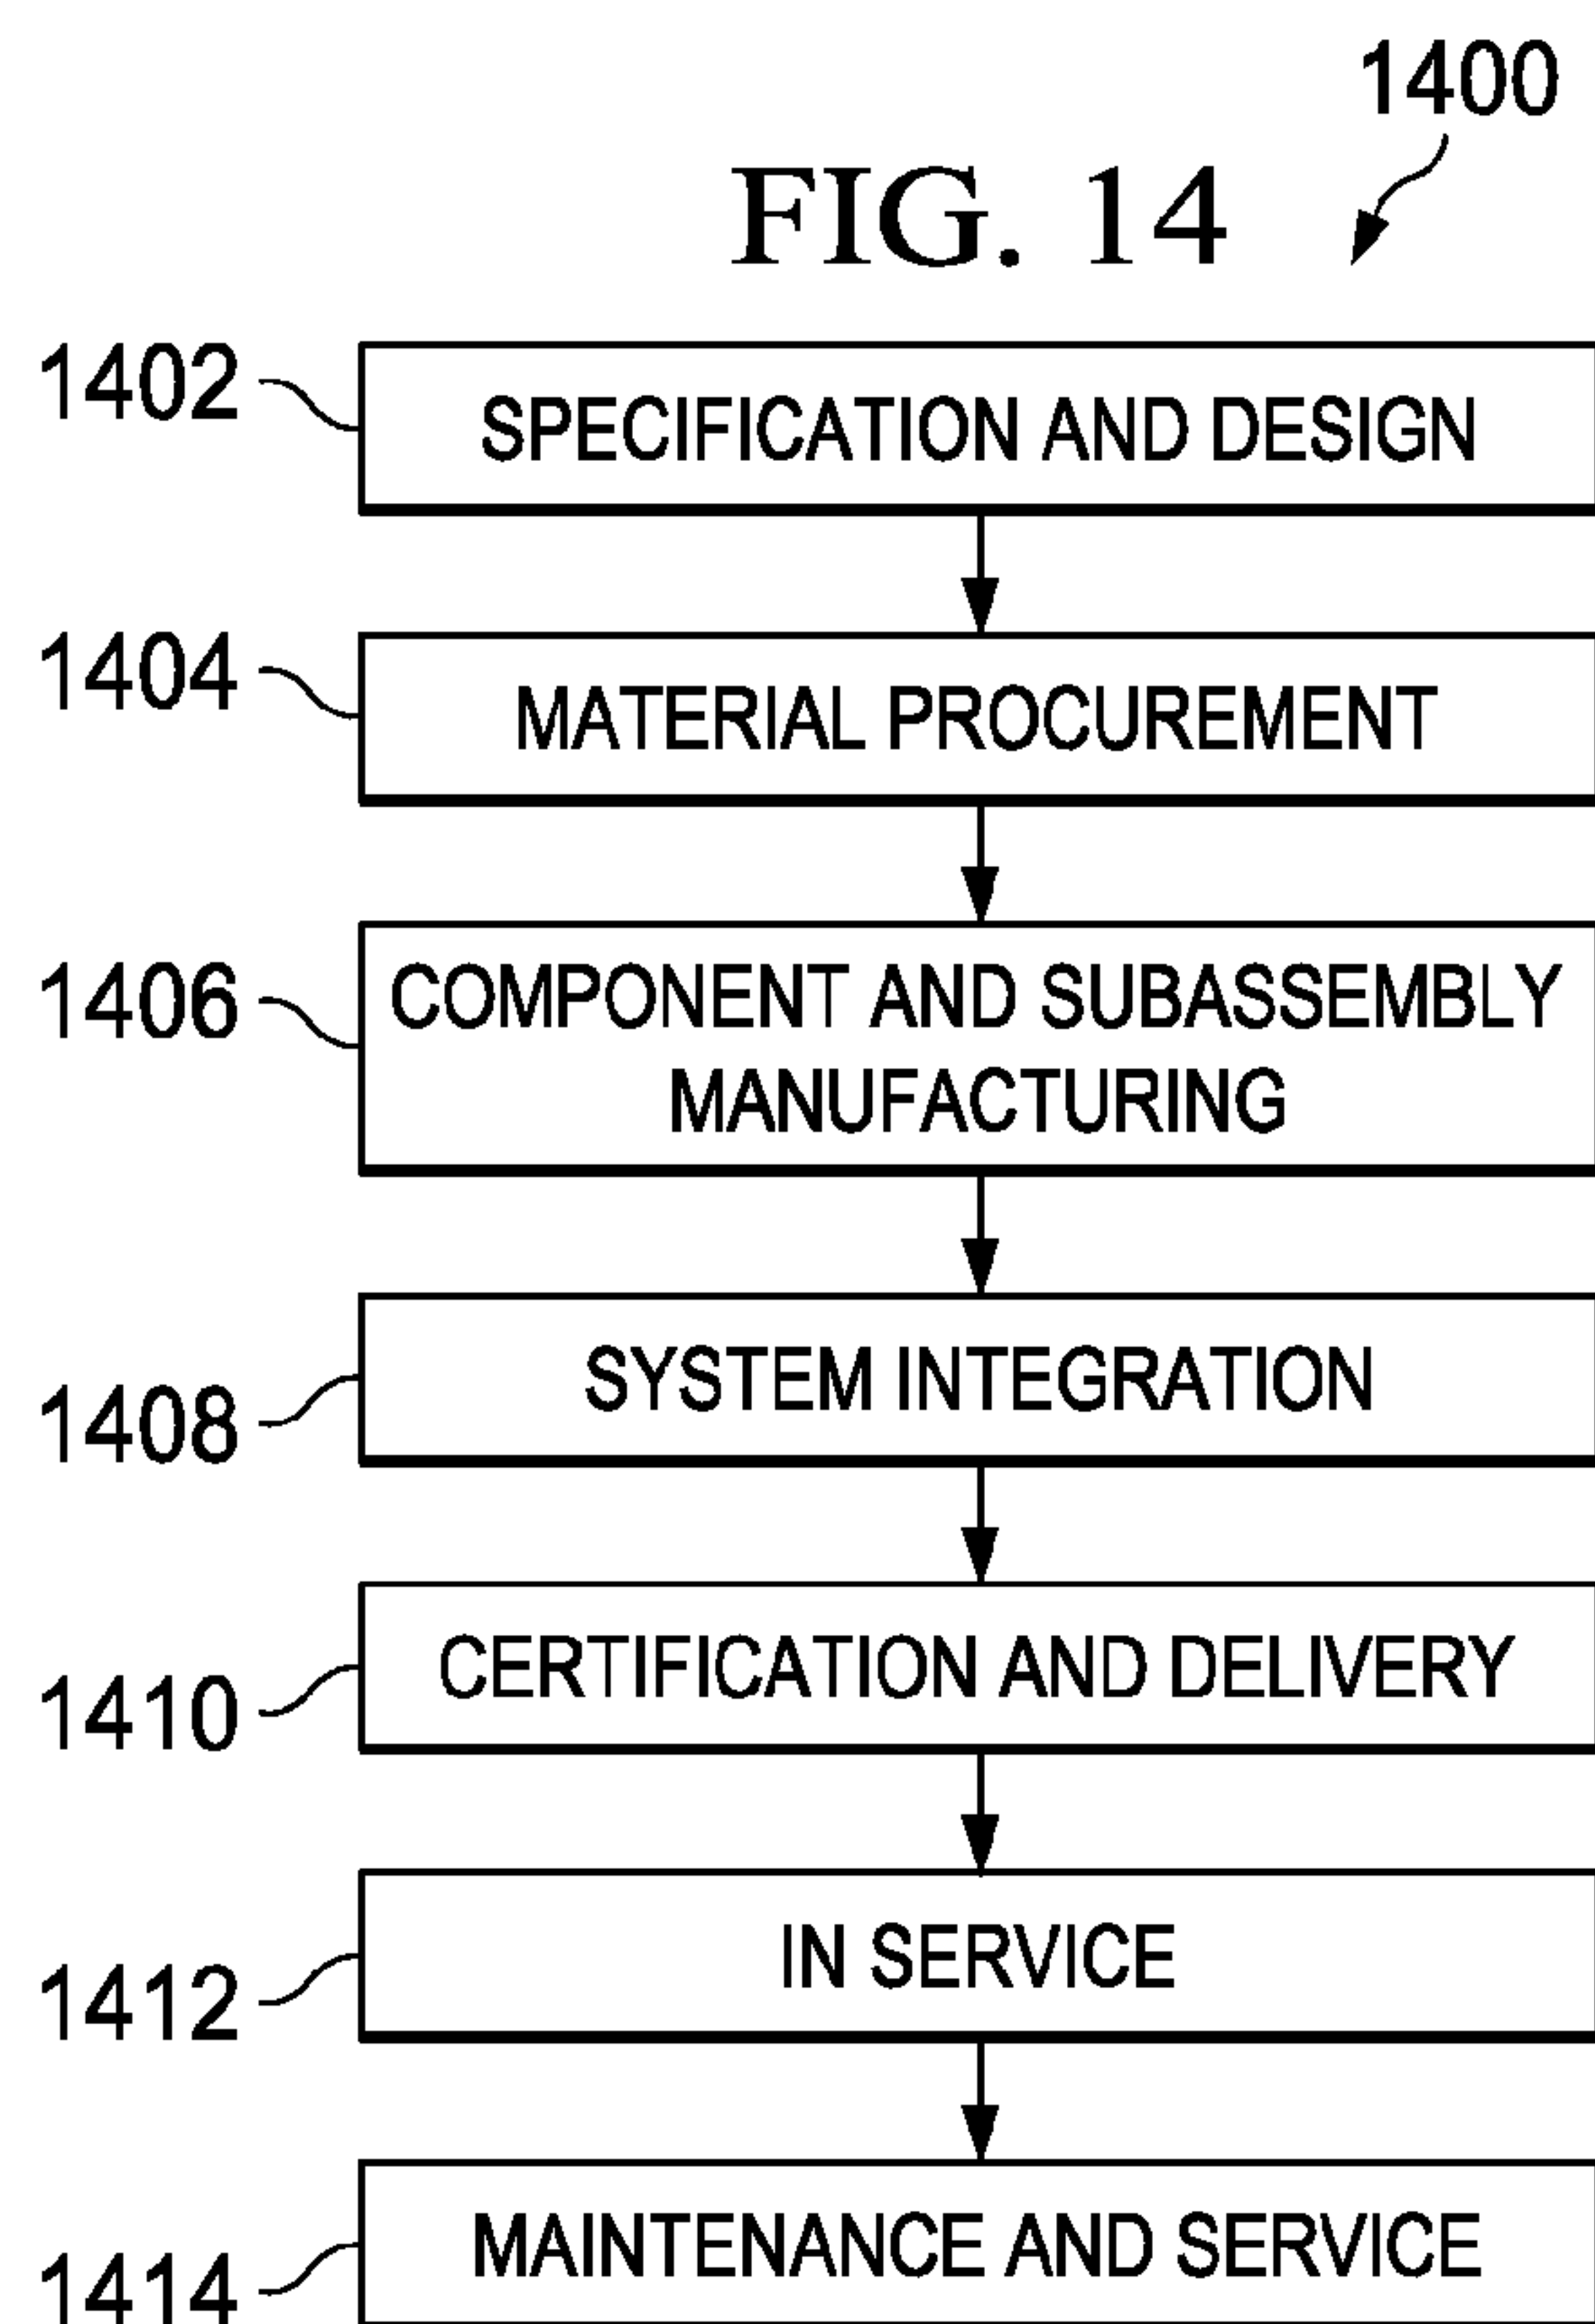 1400
FIG. 14
1402
SPECIFICATION AND DESIGN
1404
MATERIAL PROCUREMENT
1406
COMPONENT AND SUBASSEMBLY
MANUFACTURING
1408
SYSTEM INTEGRATION
1410
CERTIFICATION AND DELIVERY
1412
IN SERVICE
1414
MAINTENANCE AND SERVICE